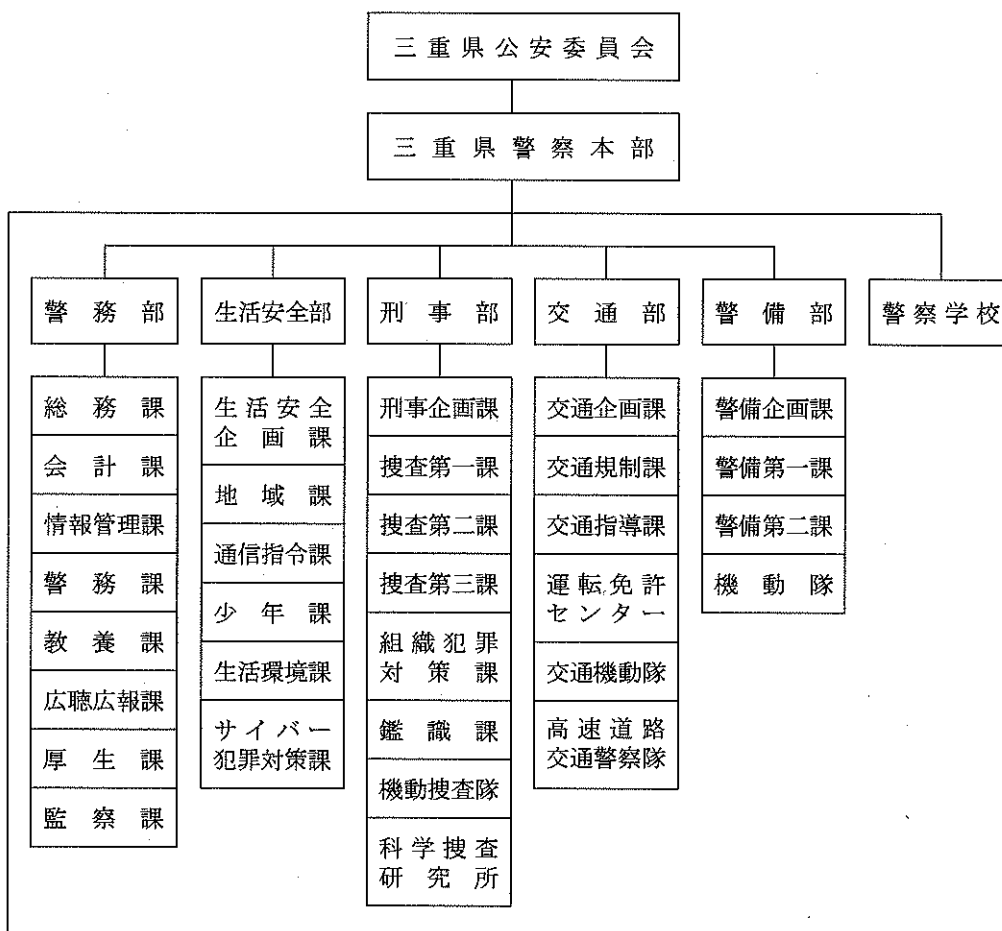 三重県公安委員会
三重県警察本部
警務部
生活安全部
刑事部
交通部
警備部
警察学校
総務課
会計課
情報管理課
警務課
教養課
広聴広報課
厚生課
監察課
生活安全
企画課
地域課
通信指令課
少年課
生活環境課
サイバー
犯罪対策課
刑事企画課
捜査第一課
捜査第二課
捜査第三課
組織犯罪
対策課
鑑識課
機動捜査隊
科学捜査
研究所
交通企画課
交通規制課
交通指導課
運転免許
センター
交通機動隊
高速道路
交通警察隊
警備企画課
警備第一課
警備第二課
機動隊